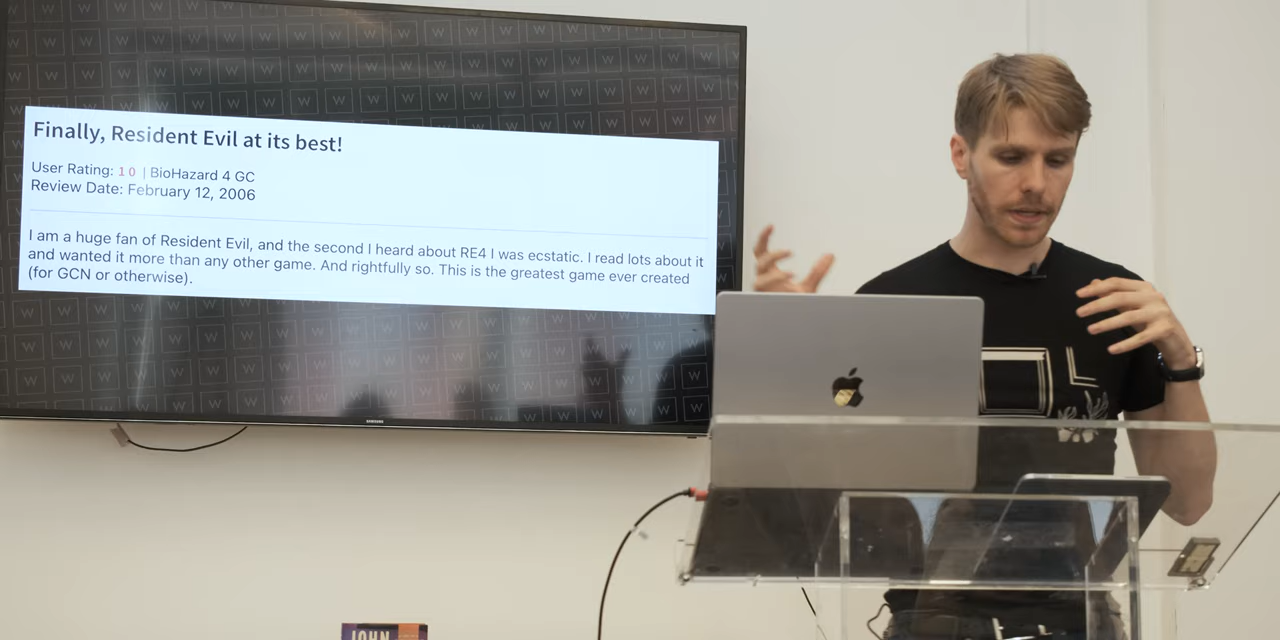 Finally, Resident Evil at its best!
User Rating: 10 | BioHazard 4 GC
Review Date: February 12, 2006
I am a huge fan of Resident Evil, and the second I heard about RE4 I was ecstatic. I read lots about it
and wanted it more than any other game. And rightfully so. This is the greatest game ever created
(for GCN or otherwise).
SAMSUNG
JOHN